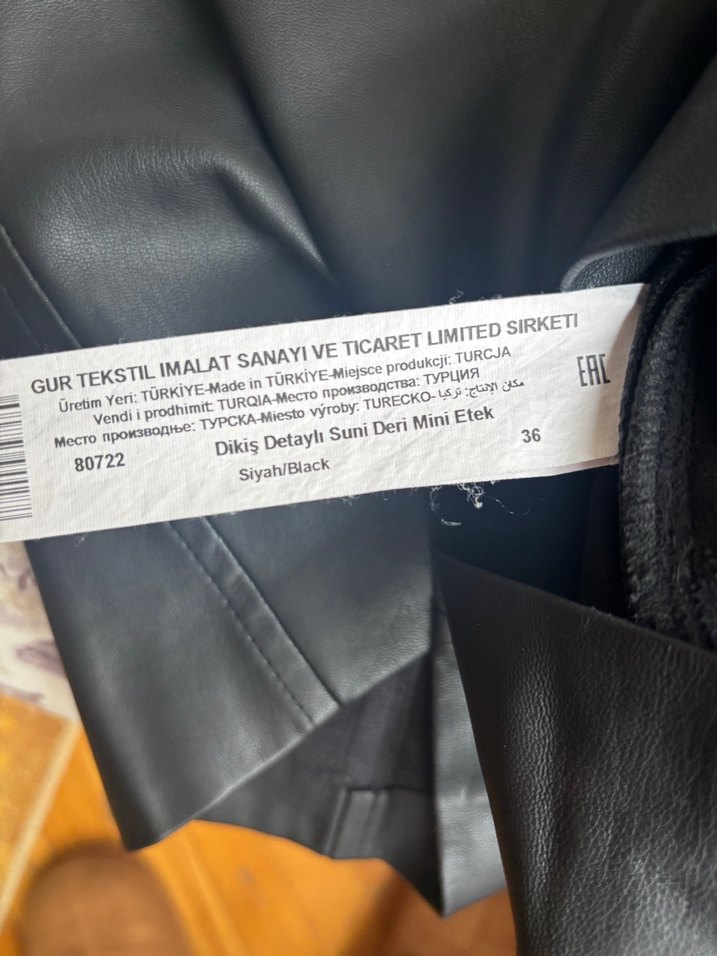 GUR TEKSTIL IMALAT SANAYI VE TICARET LIMITED SIRKETI
Üretim Yeri: TÜRKİYE-Made in TÜRKİYE-Miejsce produkcji: TURCJA
Vendi i prodhimit: TURQIA-Место производства: ТУРЦИЯ
Место производње: ТУРСКА-Miesto výroby: TURECKO- مكان الإنتاج: تركيا
EAC
80722
Dikiş Detaylı Suni Deri Mini Etek
36
Siyah/Black